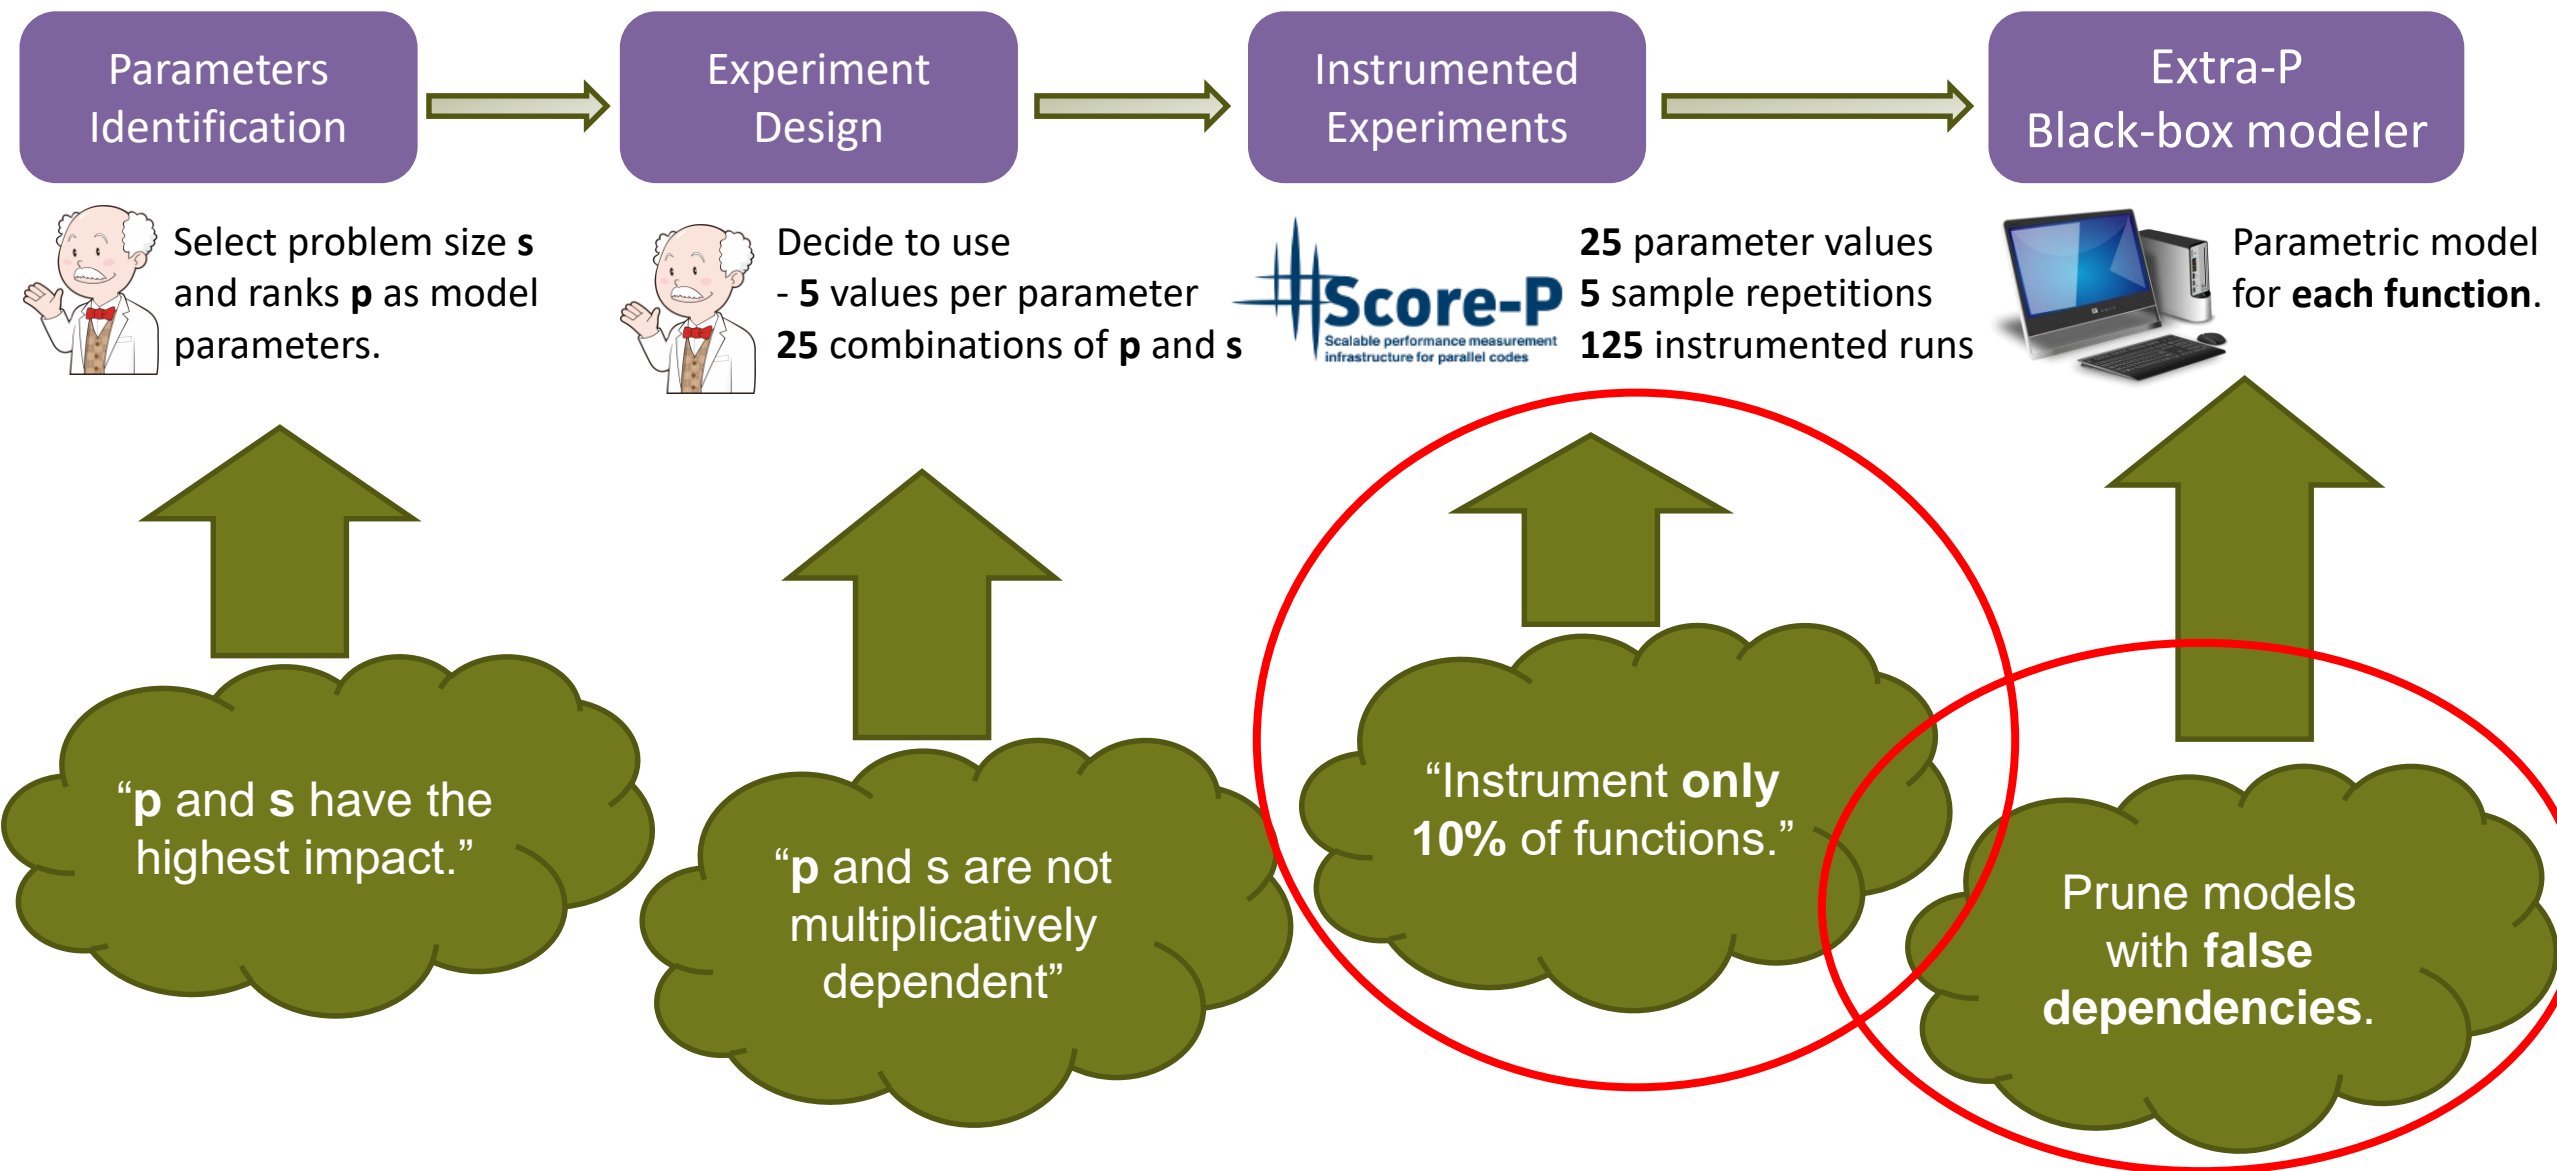 Parameters
Identification
Experiment
Design
Instrumented
Experiments
Extra-P
Black-box modeler
Select problem size s
and ranks p as model
parameters.
Decide to use
- 5 values per parameter
25 combinations of p and s
Score-P
Scalable performance measurement
infrastructure for parallel codes
25 parameter values
5 sample repetitions
125 instrumented runs
Parametric model
for each function.
“p and s have the
highest impact.”
“p and s are not
multiplicatively
dependent”
“Instrument only
10% of functions.”
Prune models
with false
dependencies.